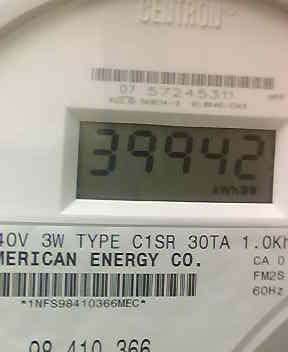 CENTRON
07 57245311
39942
kWh
40V 3W TYPE C1SR 30TA 1.0Kh
MERICAN ENERGY CO.
CA 0
FM2S
60Hz
*1NFS98410366MEC*
98 410 366